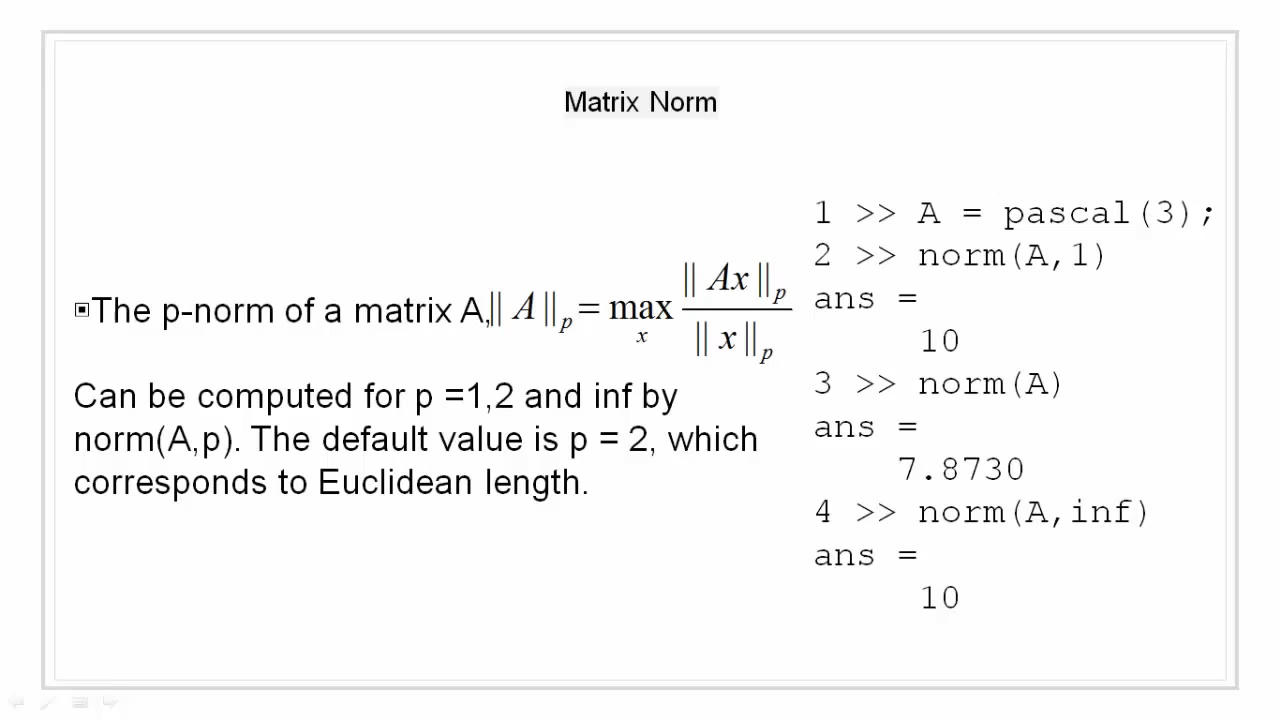 Matrix Norm
The p-norm of a matrix A, ‖ A ‖p = max x ‖ Ax ‖p / ‖ x ‖p
Can be computed for p =1,2 and inf by
norm(A,p). The default value is p = 2, which
corresponds to Euclidean length.
1 >> A = pascal(3);
2 >> norm(A,1)
ans =
10
3 >> norm(A)
ans =
7.8730
4 >> norm(A,inf)
ans =
10